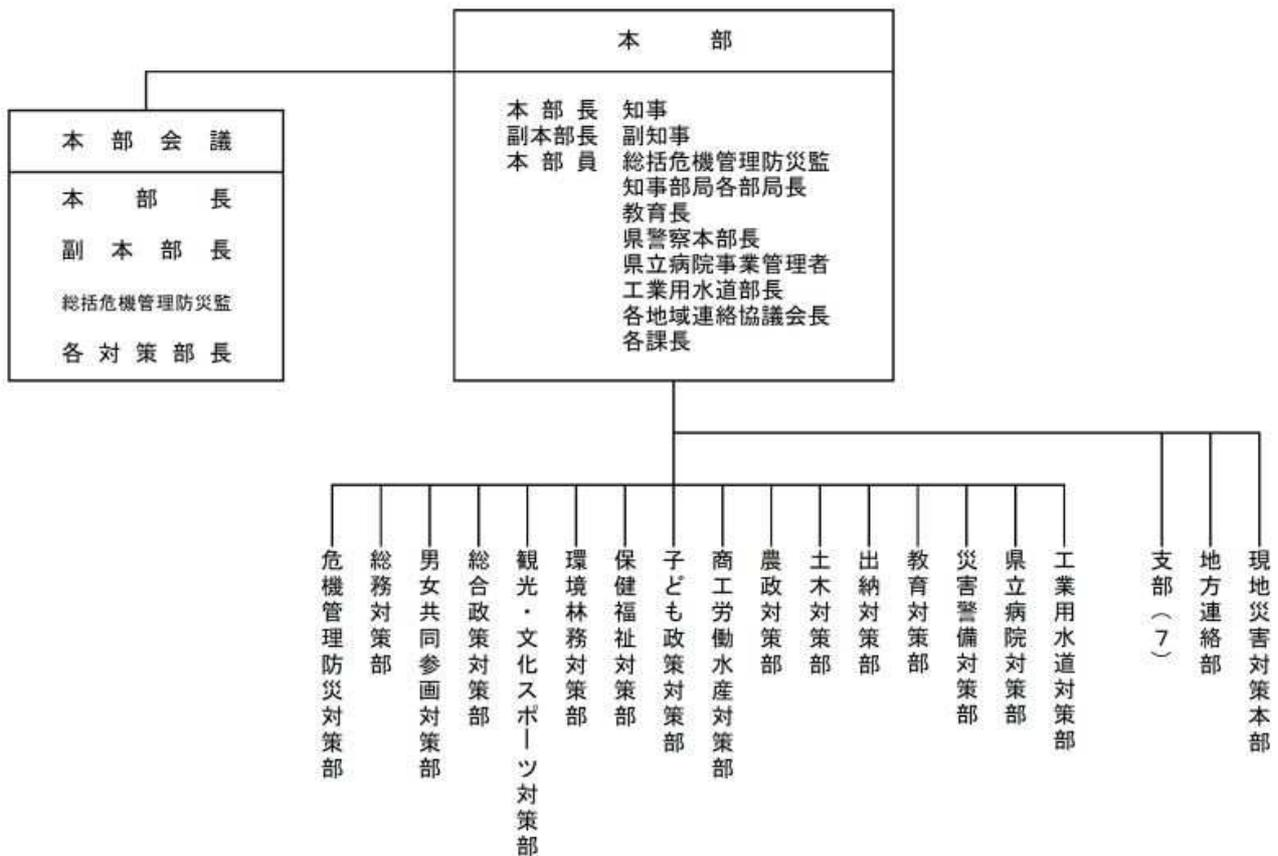 本部
本部長 知事
副本部長 副知事
本部員 総括危機管理防災監
知事部局各部局長
教育長
県警察本部長
県立病院事業管理者
工業用水道部長
各地域連絡協議会長
各課長
本部会議
本部長
副本部長
総括危機管理防災監
各対策部長
危機管理防災対策部
総務対策部
男女共同参画対策部
総合政策対策部
観光・文化スポーツ対策部
環境林務対策部
保健福祉対策部
子ども政策対策部
商工労働水産対策部
農政対策部
土木対策部
出納対策部
教育対策部
災害警備対策部
県立病院対策部
工業用水道対策部
支部(7)
地方連絡部
現地災害対策本部